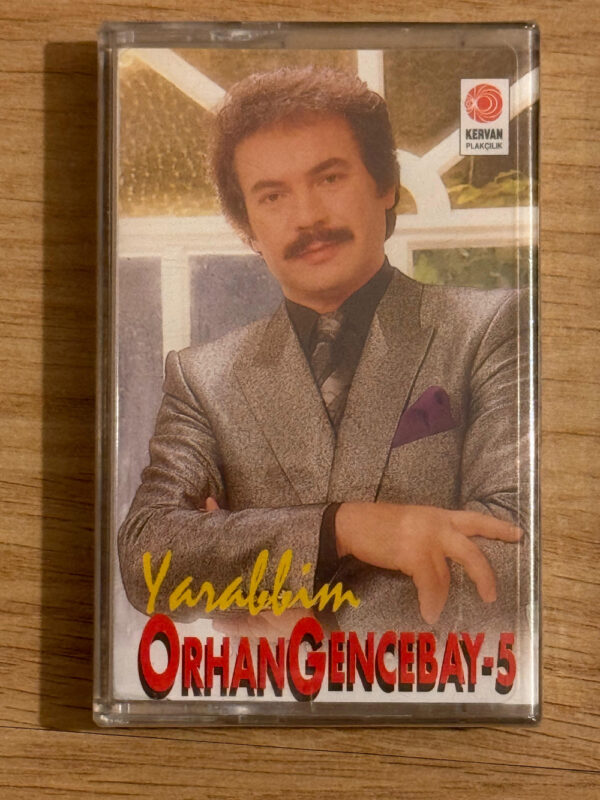 KERVAN
PLAKÇILIK
Yarabbim
ORHANGENCEBAY-5